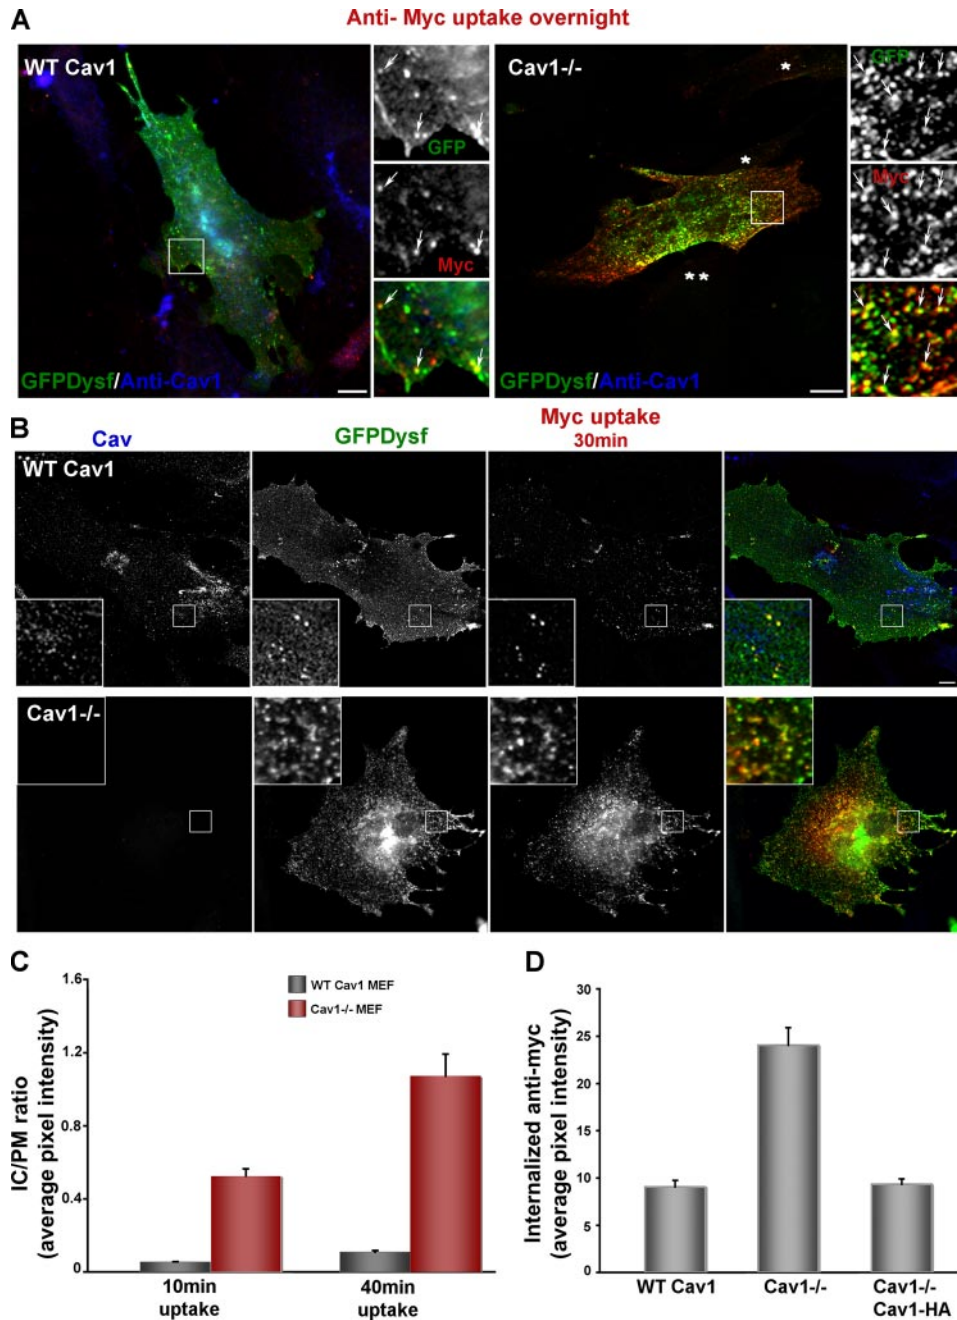 A
Anti- Myc uptake overnight
WT Cav1
GFP
Myc
GFPDysf/Anti-Cav1
Cav1-/-
*
*
**
GFP
Myc
GFPDysf/Anti-Cav1
B
Cav
GFPDysf
Myc uptake
30min
WT Cav1
Cav1-/-
C
1.6
1.2
0.8
0.4
0
IC/PM ratio
(average pixel intensity)
WT Cav1 MEF
Cav1-/- MEF
10min
uptake
40min
uptake
D
30
25
20
15
10
5
0
Internalized anti-myc
(average pixel intensity)
WT Cav1
Cav1-/-
Cav1-/-
Cav1-HA